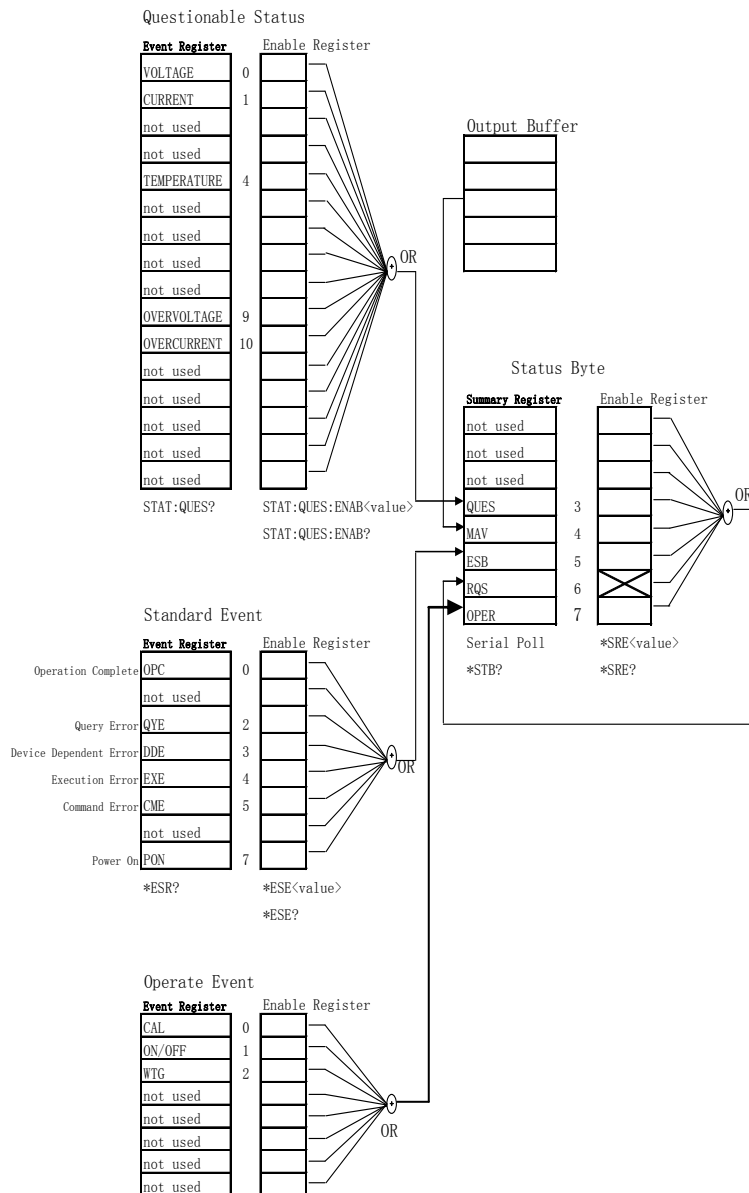 Questionable Status
Event Register Enable Register
VOLTAGE 0
CURRENT 1
not used
not used
TEMPERATURE 4
not used
not used
not used
not used
OVERVOLTAGE 9
OVERCURRENT 10
not used
not used
not used
not used
not used
STAT:QUES? STAT:QUES:ENAB<value>
STAT:QUES:ENAB?
OR
Output Buffer
Status Byte
Summary Register Enable Register
not used
not used
not used
QUES 3
MAV 4
ESB 5
RQS 6
OPER 7
Serial Poll *SRE<value>
*STB? *SRE?
OR
Standard Event
Event Register Enable Register
Operation Complete OPC 0
not used
Query Error QYE 2
Device Dependent Error DDE 3
Execution Error EXE 4
Command Error CME 5
not used
Power On PON 7
*ESR? *ESE<value>
*ESE?
OR
Operate Event
Event Register Enable Register
CAL 0
ON/OFF 1
WTG 2
not used
not used
not used
not used
not used
OR